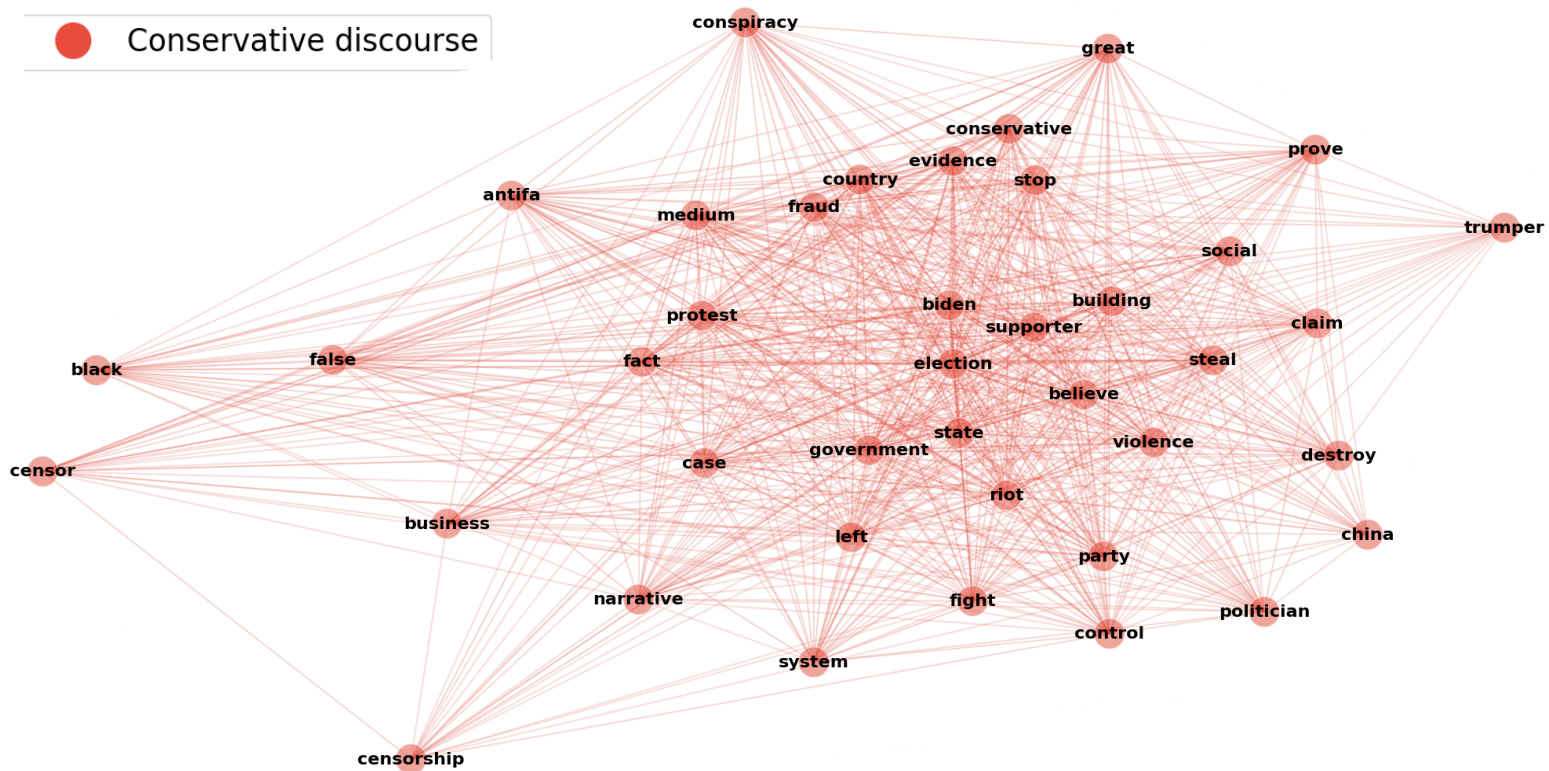 Conservative discourse
conspiracy
great
conservative
evidence
prove
country
stop
antifa
fraud
medium
trumper
social
biden
building
protest
supporter
claim
false
fact
election
steal
black
believe
state
violence
government
destroy
case
censor
riot
business
left
china
party
narrative
fight
politician
control
system
censorship